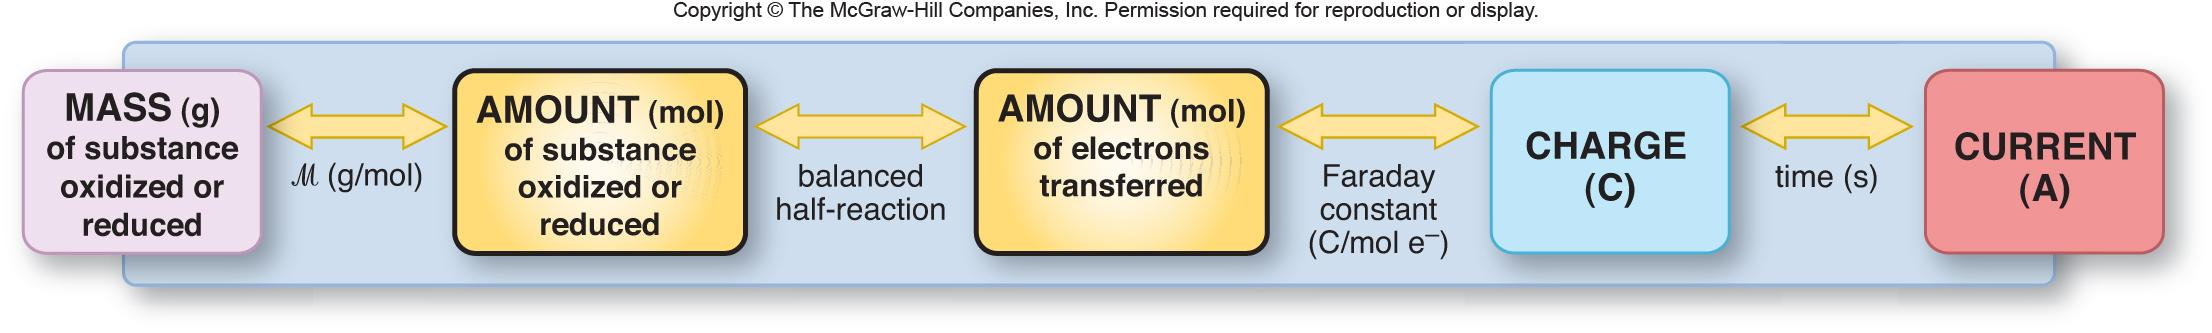 Copyright © The McGraw-Hill Companies, Inc. Permission required for reproduction or display.
MASS (g)
of substance
oxidized or
reduced
ℳ (g/mol)
AMOUNT (mol)
of substance
oxidized or
reduced
balanced
half-reaction
AMOUNT (mol)
of electrons
transferred
Faraday
constant
(C/mol e⁻)
CHARGE
(C)
time (s)
CURRENT
(A)